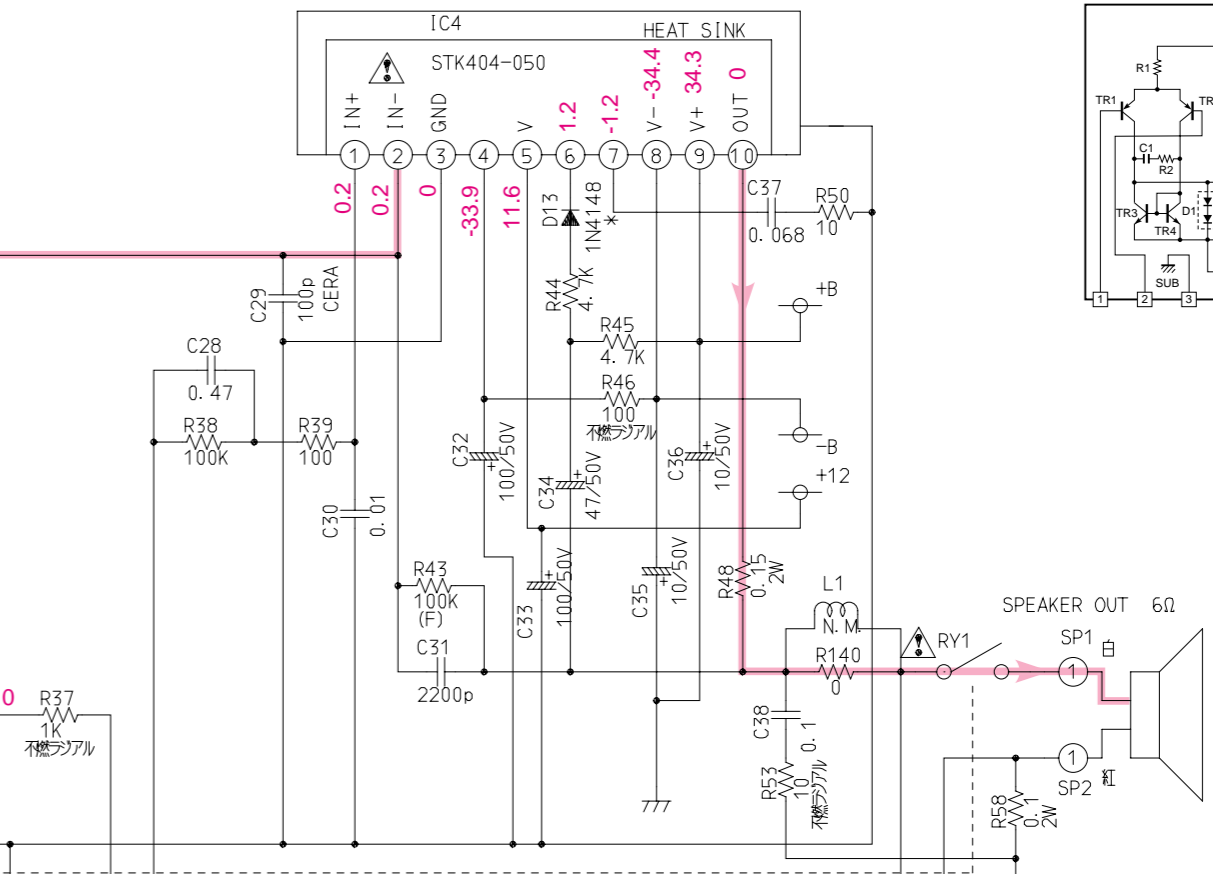 IC4
HEAT SINK
STK404-050
IN+
IN-
GND
V
1.2
-1.2
V-
-34.4
V+
34.3
OUT
0
1
2
3
4
5
6
7
8
9
10
0.2
0.2
0
-33.9
11.6
D13
1N4148
*
C37
0.068
R50
10
C29
100p
CERA
R44
4.7K
+B
R45
4.7K
R46
100
不燃ラジアル
C28
0.47
R38
100K
R39
100
C32
+
100/50V
C34
+
47/50V
C36
+
10/50V
-B
+12
C30
0.01
R43
100K
(F)
C33
+
100/50V
C35
+
10/50V
R48
0.15
2W
L1
N.M.
C31
2200p
R140
0
RY1
SPEAKER OUT 6Ω
SP1
白
1
0
R37
1K
不燃ラジアル
C38
0.1
R53
10
不燃ラジアル
1
SP2
紅
R58
0.1
2W
R1
TR1
TR
C1
R2
TR3
TR4
D1
SUB
1
2
3